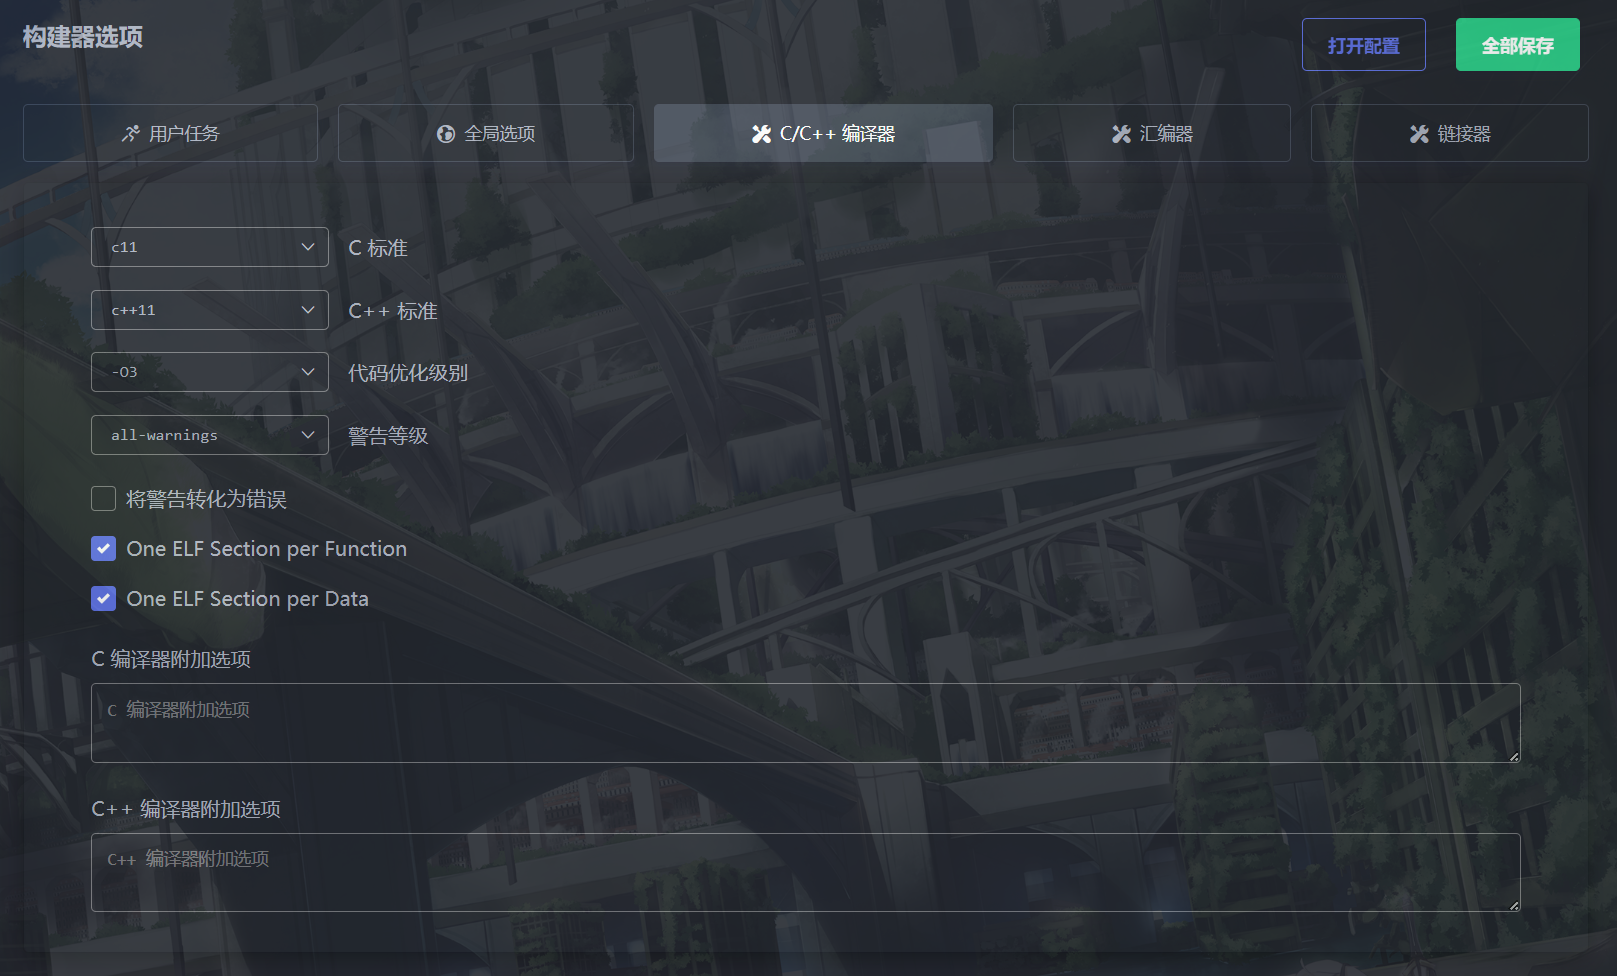 构建器选项
打开配置
全部保存
用户任务
全局选项
C/C++ 编译器
汇编器
链接器
c11
C 标准
c++11
C++ 标准
-O3
代码优化级别
all-warnings
警告等级
将警告转化为错误
One ELF Section per Function
One ELF Section per Data
C 编译器附加选项
C 编译器附加选项
C++ 编译器附加选项
C++ 编译器附加选项